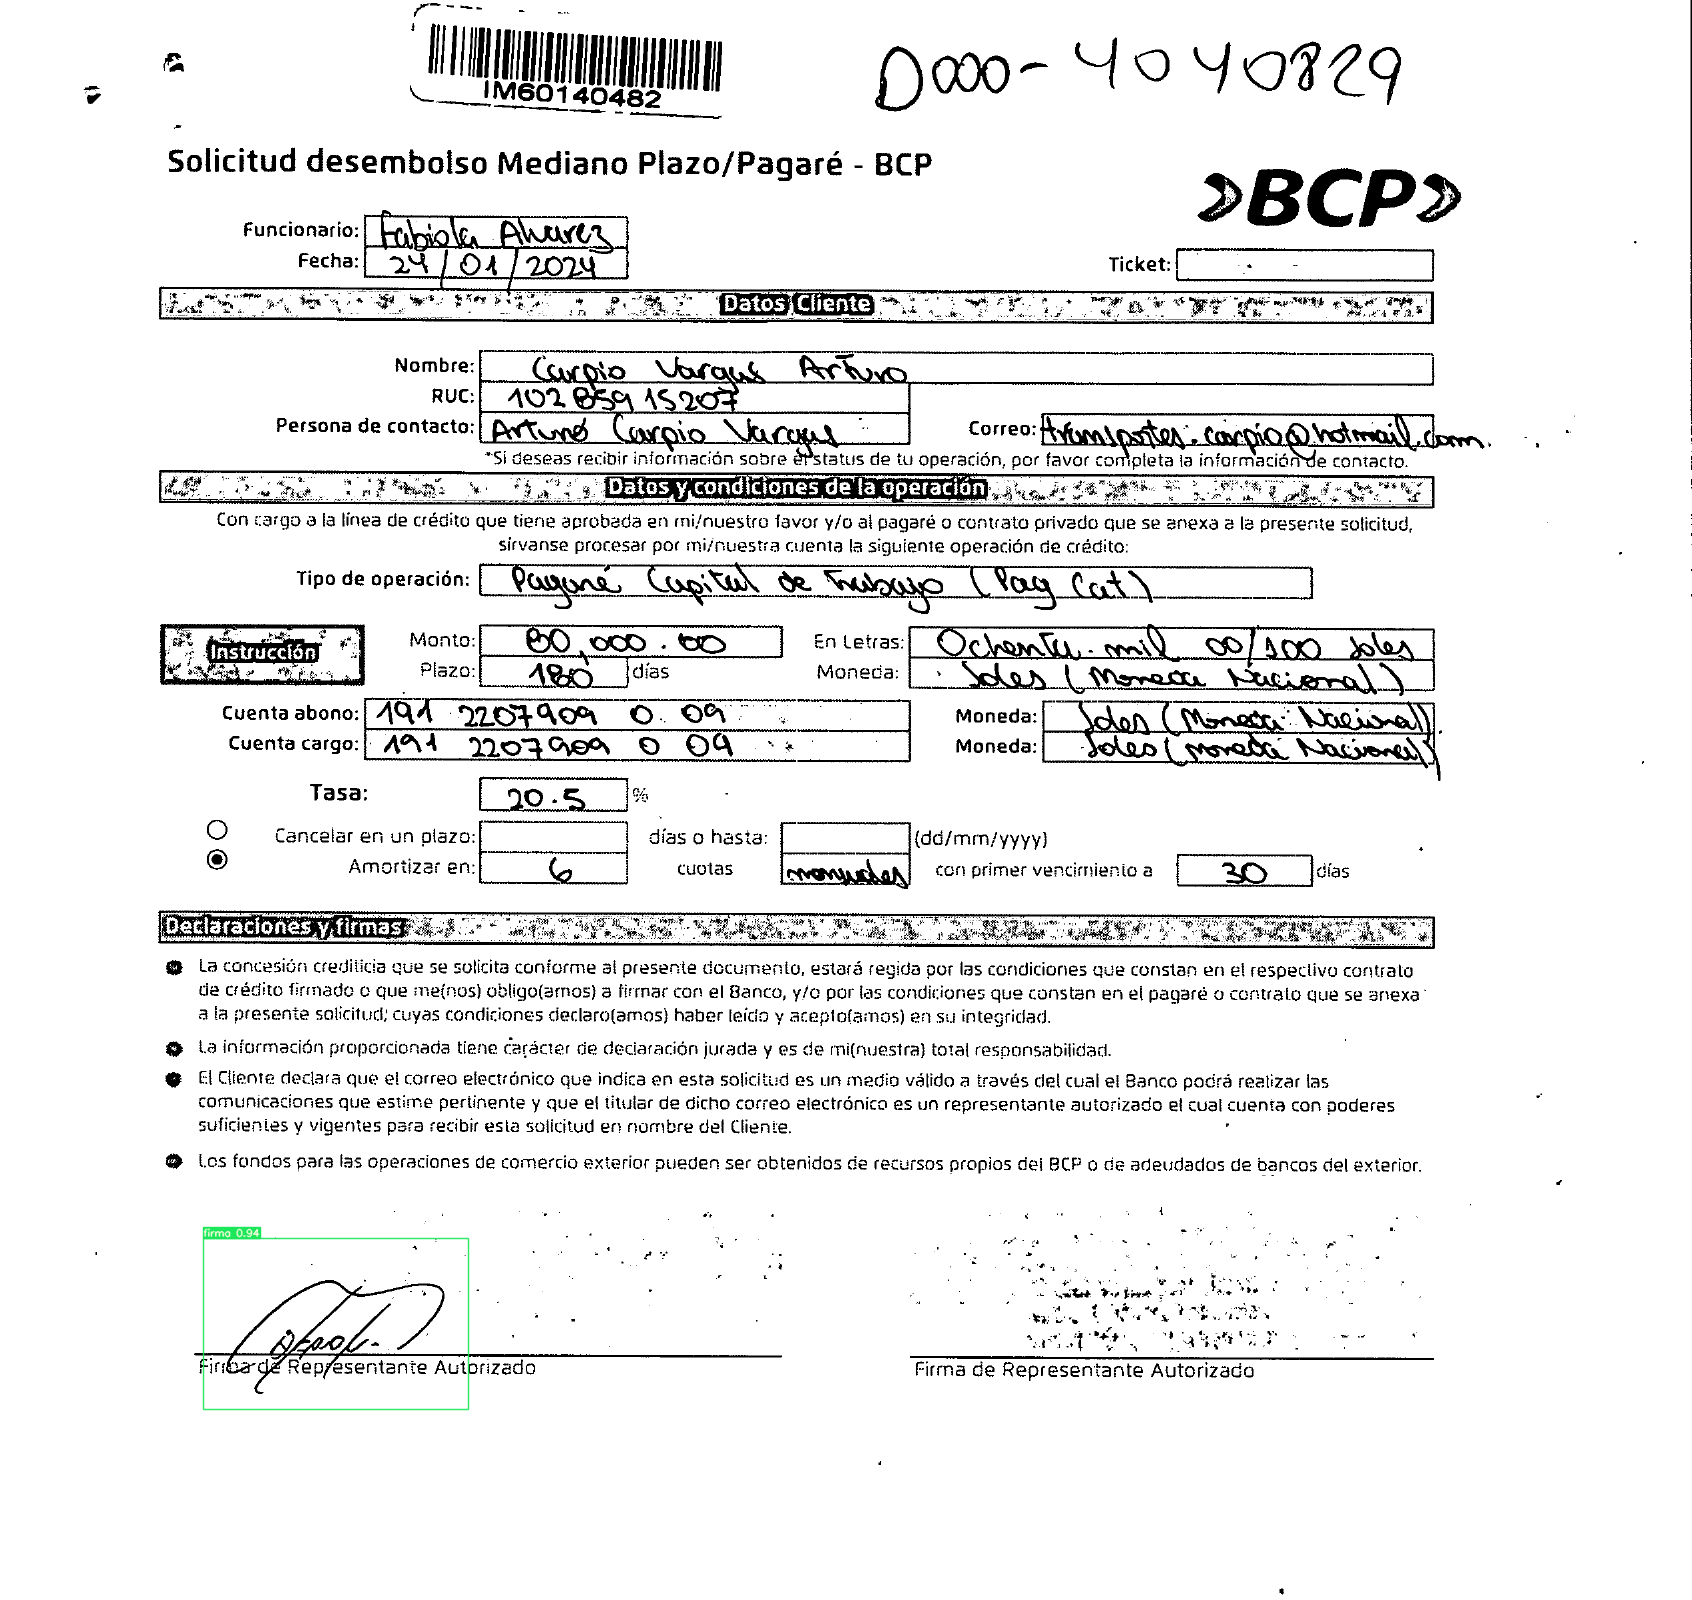 IM60140482
D000-4040829
Solicitud desembolso Mediano Plazo/Pagaré - BCP
BCP
Funcionario: Fabiola Alvarez
Fecha: 24/01/2024
Ticket:
Datos Cliente
Nombre: Carpio Vargas Arturo
RUC: 10285915207
Persona de contacto: Arturo Carpio Vargas Correo: transportes.carpio@hotmail.com
*Si deseas recibir información sobre el status de tu operación, por favor completa la información de contacto.
Datos y condiciones de la operación
Con cargo a la línea de crédito que tiene aprobada en mi/nuestro favor y/o al pagaré o contrato privado que se anexa a la presente solicitud,
sírvanse procesar por mi/nuestra cuenta la siguiente operación de crédito:
Tipo de operación: Pagaré Capital de Trabajo (Pag Cat)
Instrucción
Monto: 80,000.00 En Letras: Ochenta mil 00/100 Soles
Plazo: 180 días Moneda: Soles (Moneda Nacional)
Cuenta abono: 191 2207909 0 09 Moneda: Soles (Moneda Nacional)
Cuenta cargo: 191 2207909 0 09 Moneda: Soles (Moneda Nacional)
Tasa: 20.5 %
Cancelar en un plazo: días o hasta: (dd/mm/yyyy)
Amortizar en: 6 cuotas mensuales con primer vencimiento a 30 días
Declaraciones y firmas
La concesión crediticia que se solicita conforme al presente documento, estará regida por las condiciones que constan en el respectivo contrato
de crédito firmado o que me(nos) obligo(amos) a firmar con el Banco, y/o por las condiciones que constan en el pagaré o contrato que se anexa
a la presente solicitud; cuyas condiciones declaro(amos) haber leído y acepto(amos) en su integridad.
La información proporcionada tiene carácter de declaración jurada y es de mi(nuestra) total responsabilidad.
El Cliente declara que el correo electrónico que indica en esta solicitud es un medio válido a través del cual el Banco podrá realizar las
comunicaciones que estime pertinente y que el titular de dicho correo electrónico es un representante autorizado el cual cuenta con poderes
suficientes y vigentes para recibir esta solicitud en nombre del Cliente.
Los fondos para las operaciones de comercio exterior pueden ser obtenidos de recursos propios del BCP o de adeudados de bancos del exterior.
firma 0.94
Firma de Representante Autorizado
Firma de Representante Autorizado